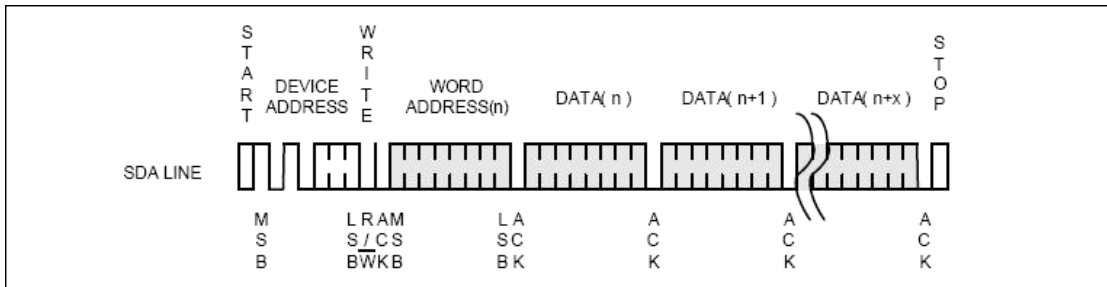 START
WRITE
STOP
DEVICE
ADDRESS
WORD
ADDRESS(n)
DATA( n )
DATA( n+1 )
DATA( n+x )
SDA LINE
MSB
LSB
R/W
ACK
MSB
LSB
ACK
ACK
ACK
ACK